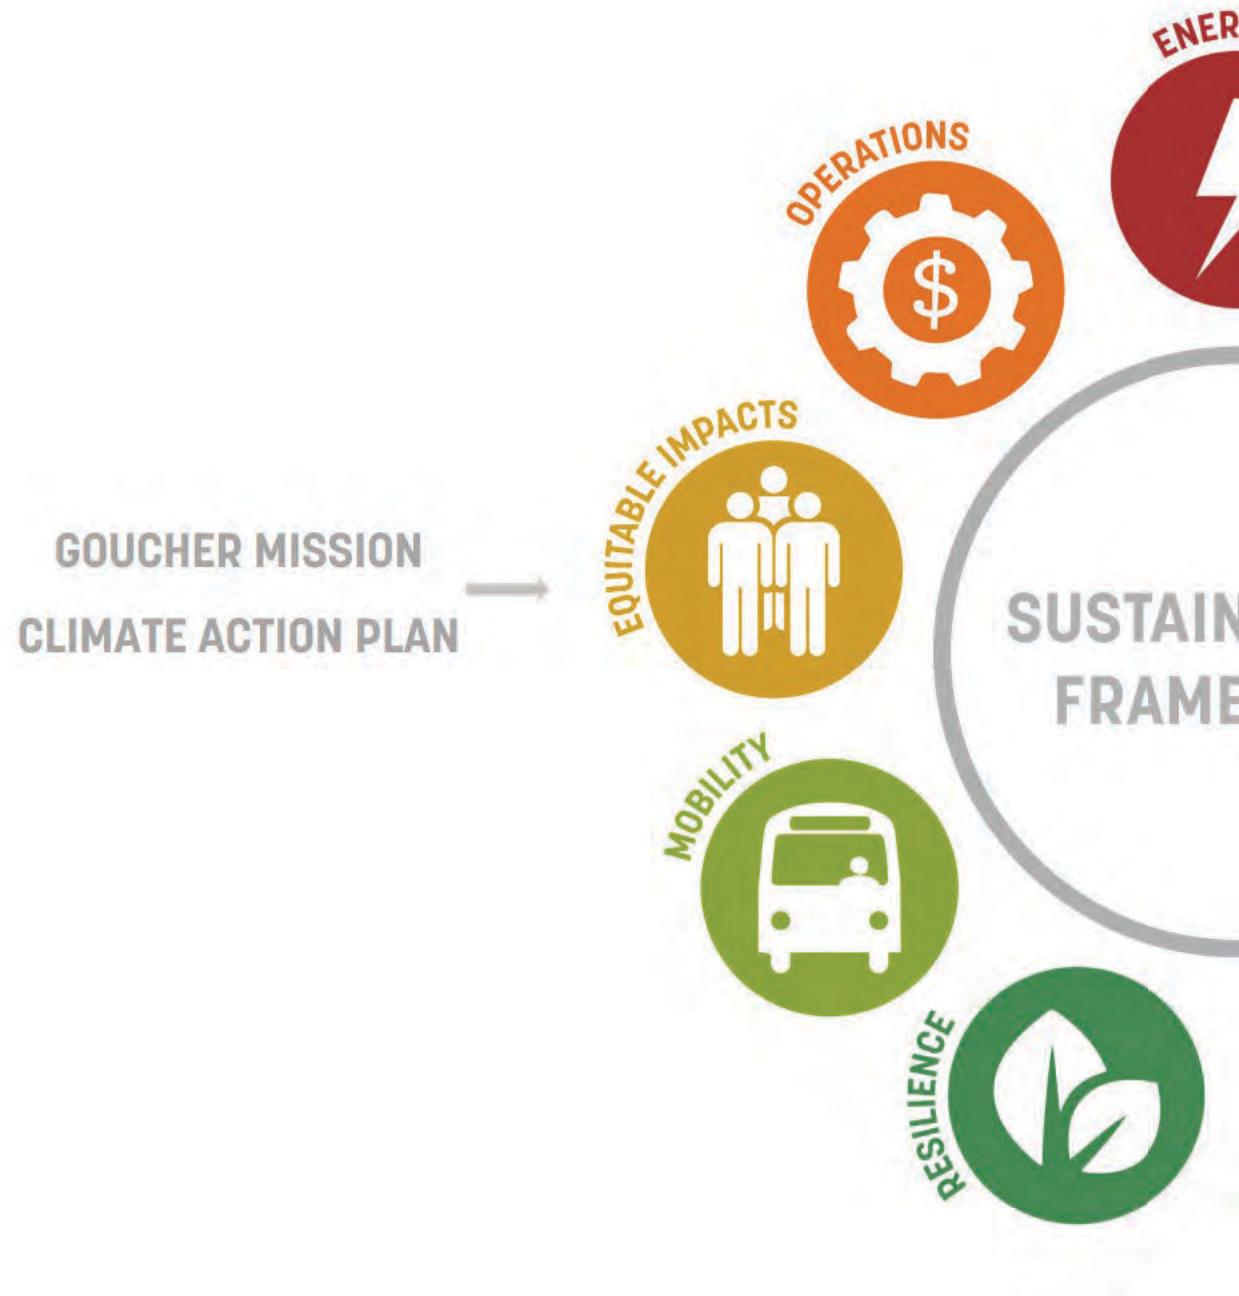 ENER
OPERATIONS
$
EQUITABLE IMPACTS
GOUCHER MISSION
CLIMATE ACTION PLAN
SUSTAIN
FRAME
MOBILITY
RESILIENCE